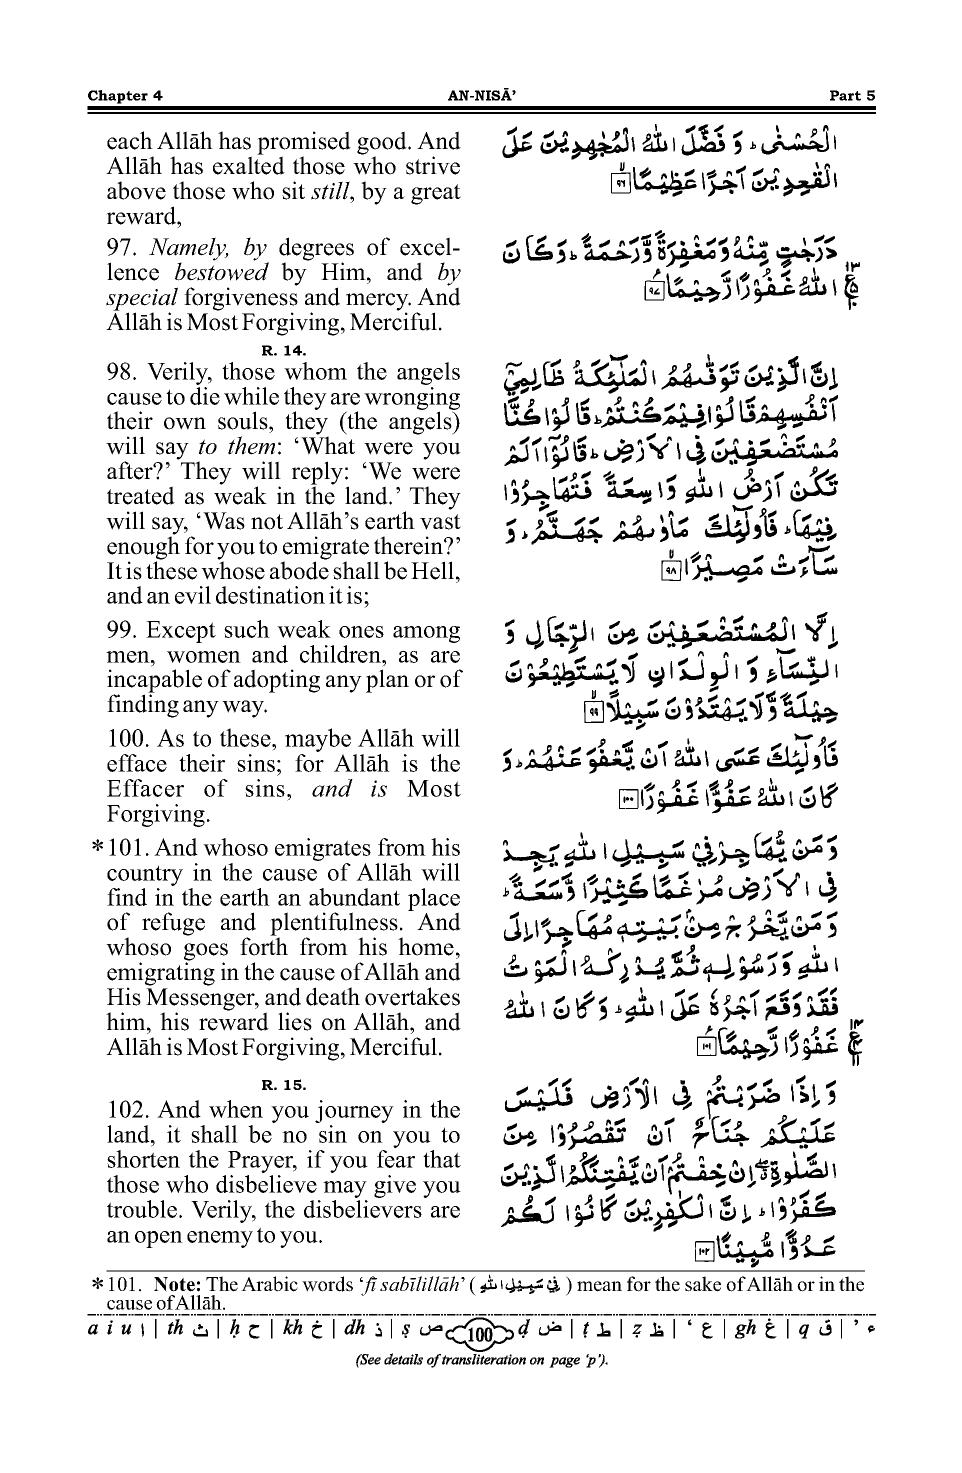 Chapter 4 AN-NISĀ’ Part 5
each Allāh has promised good. And
Allāh has exalted those who strive
above those who sit still, by a great
reward,
97. Namely, by degrees of excel-
lence bestowed by Him, and by
special forgiveness and mercy. And
Allāh is Most Forgiving, Merciful.
R. 14.
98. Verily, those whom the angels
cause to die while they are wronging
their own souls, they (the angels)
will say to them: ‘What were you
after?’ They will reply: ‘We were
treated as weak in the land.’ They
will say, ‘Was not Allāh’s earth vast
enough for you to emigrate therein?’
It is these whose abode shall be Hell,
and an evil destination it is;
99. Except such weak ones among
men, women and children, as are
incapable of adopting any plan or of
finding any way.
100. As to these, maybe Allāh will
efface their sins; for Allāh is the
Effacer of sins, and is Most
Forgiving.
*101. And whoso emigrates from his
country in the cause of Allāh will
find in the earth an abundant place
of refuge and plentifulness. And
whoso goes forth from his home,
emigrating in the cause of Allāh and
His Messenger, and death overtakes
him, his reward lies on Allāh, and
Allāh is Most Forgiving, Merciful.
R. 15.
102. And when you journey in the
land, it shall be no sin on you to
shorten the Prayer, if you fear that
those who disbelieve may give you
trouble. Verily, the disbelievers are
an open enemy to you.
الْحُسْنٰى ؕ وَ فَضَّلَ اللّٰهُ الْمُجٰهِدِيْنَ عَلَى
الْقٰعِدِيْنَ اَجْرًا عَظِيْمًا ۙ‏۹۶
دَرَجٰتٍ مِّنْهُ وَ مَغْفِرَةً وَّ رَحْمَةً ؕ وَ كَانَ
اللّٰهُ غَفُوْرًا رَّحِيْمًا ۹۷
اِنَّ الَّذِيْنَ تَوَفّٰىهُمُ الْمَلٰٓئِكَةُ ظَالِمِيْٓ
اَنْفُسِهِمْ قَالُوْا فِيْمَ كُنْتُمْ ؕ قَالُوْا كُنَّا
مُسْتَضْعَفِيْنَ فِى الْاَرْضِ ؕ قَالُوْٓا اَلَمْ
تَكُنْ اَرْضُ اللّٰهِ وَاسِعَةً فَتُهَاجِرُوْا
فِيْهَا ؕ فَاُولٰٓئِكَ مَاْوٰىهُمْ جَهَنَّمُ ؕ وَ
سَآءَتْ مَصِيْرًا ۙ ۹۸
اِلَّا الْمُسْتَضْعَفِيْنَ مِنَ الرِّجَالِ وَ
النِّسَآءِ وَ الْوِلْدَانِ لَا يَسْتَطِيْعُوْنَ
حِيْلَةً وَّ لَا يَهْتَدُوْنَ سَبِيْلًا ۙ ۹۹
فَاُولٰٓئِكَ عَسَى اللّٰهُ اَنْ يَّعْفُوَ عَنْهُمْ ؕ وَ
كَانَ اللّٰهُ عَفُوًّا غَفُوْرًا ۱۰۰
وَ مَنْ يُّهَاجِرْ فِيْ سَبِيْلِ اللّٰهِ يَجِدْ
فِى الْاَرْضِ مُرٰغَمًا كَثِيْرًا وَّ سَعَةً ؕ
وَ مَنْ يَّخْرُجْ مِنْۢ بَيْتِهٖ مُهَاجِرًا اِلَى
اللّٰهِ وَ رَسُوْلِهٖ ثُمَّ يُدْرِكْهُ الْمَوْتُ
فَقَدْ وَقَعَ اَجْرُهٗ عَلَى اللّٰهِ ؕ وَ كَانَ اللّٰهُ
غَفُوْرًا رَّحِيْمًا ۱۰۱
وَ اِذَا ضَرَبْتُمْ فِى الْاَرْضِ فَلَيْسَ
عَلَيْكُمْ جُنَاحٌ اَنْ تَقْصُرُوْا مِنَ
الصَّلٰوةِ ۖ اِنْ خِفْتُمْ اَنْ يَّفْتِنَكُمُ الَّذِيْنَ
كَفَرُوْا ؕ اِنَّ الْكٰفِرِيْنَ كَانُوْا لَكُمْ
عَدُوًّا مُّبِيْنًا ۱۰۲
*101. Note: The Arabic words ‘fī sabīlillāh’ ( فِيْ سَبِيْلِ اللّٰهِ ) mean for the sake of Allāh or in the
cause of Allāh.
a i u ا | th ث | ḥ ح | kh خ | dh ذ | ṣ ص 100 ḍ ض | ṭ ط | ẓ ظ | ‘ ع | gh غ | q ق | ’ ء
(See details of transliteration on page ‘p’).